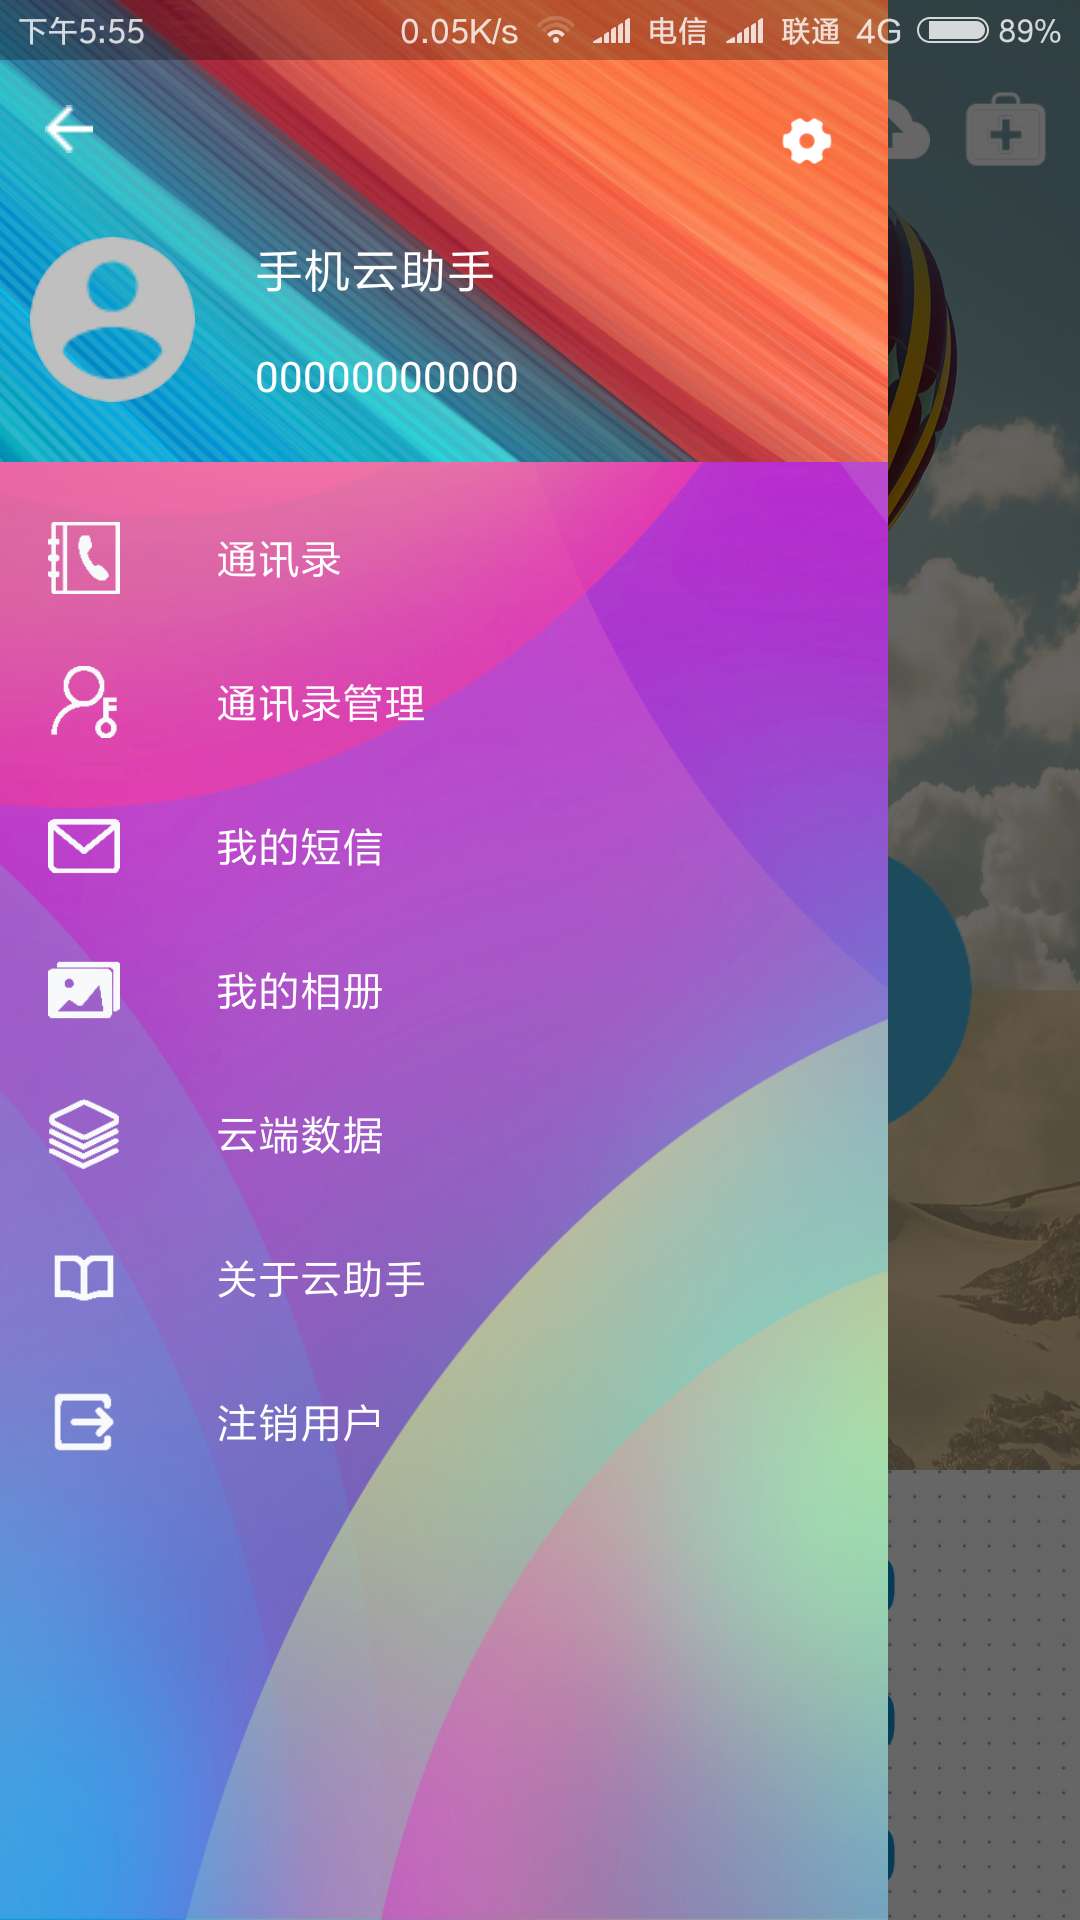 下午5:55 0.05K/s 电信 联通 4G 89%
手机云助手
00000000000
通讯录
通讯录管理
我的短信
我的相册
云端数据
关于云助手
注销用户